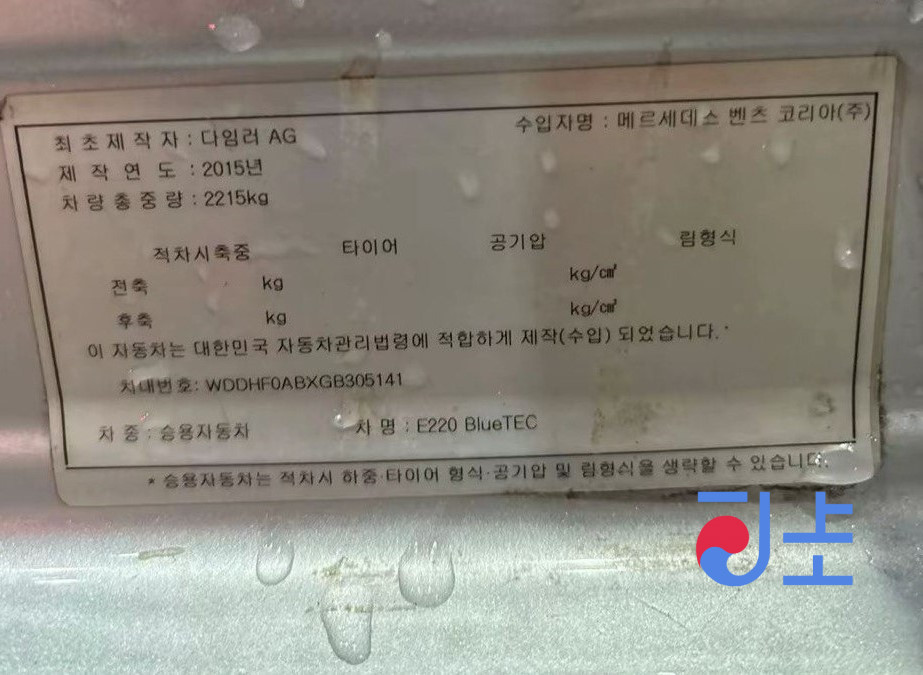 최초제작자 : 다임러 AG 수입자명 : 메르세데스 벤츠 코리아(주)
제작연도 : 2015년
차량총중량 : 2215kg
적차시축중 타이어 공기압 림형식
전축 kg kg/㎠
후축 kg kg/㎠
이 자동차는 대한민국 자동차관리법령에 적합하게 제작(수입) 되었습니다.
차대번호: WDDHF0ABXGB305141
차종 : 승용자동차 차명 : E220 BlueTEC
* 승용자동차는 적차시 하중·타이어 형식·공기압 및 림형식을 생략할 수 있습니다.